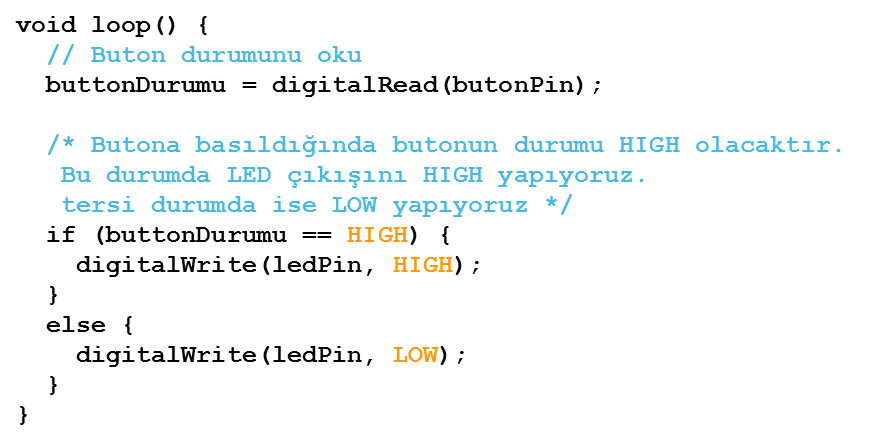 void loop() {
  // Buton durumunu oku
  buttonDurumu = digitalRead(butonPin);

  /* Butona basıldığında butonun durumu HIGH olacaktır.
   Bu durumda LED çıkışını HIGH yapıyoruz.
   tersi durumda ise LOW yapıyoruz */
  if (buttonDurumu == HIGH) {
    digitalWrite(ledPin, HIGH);
  }
  else {
    digitalWrite(ledPin, LOW);
  }
}